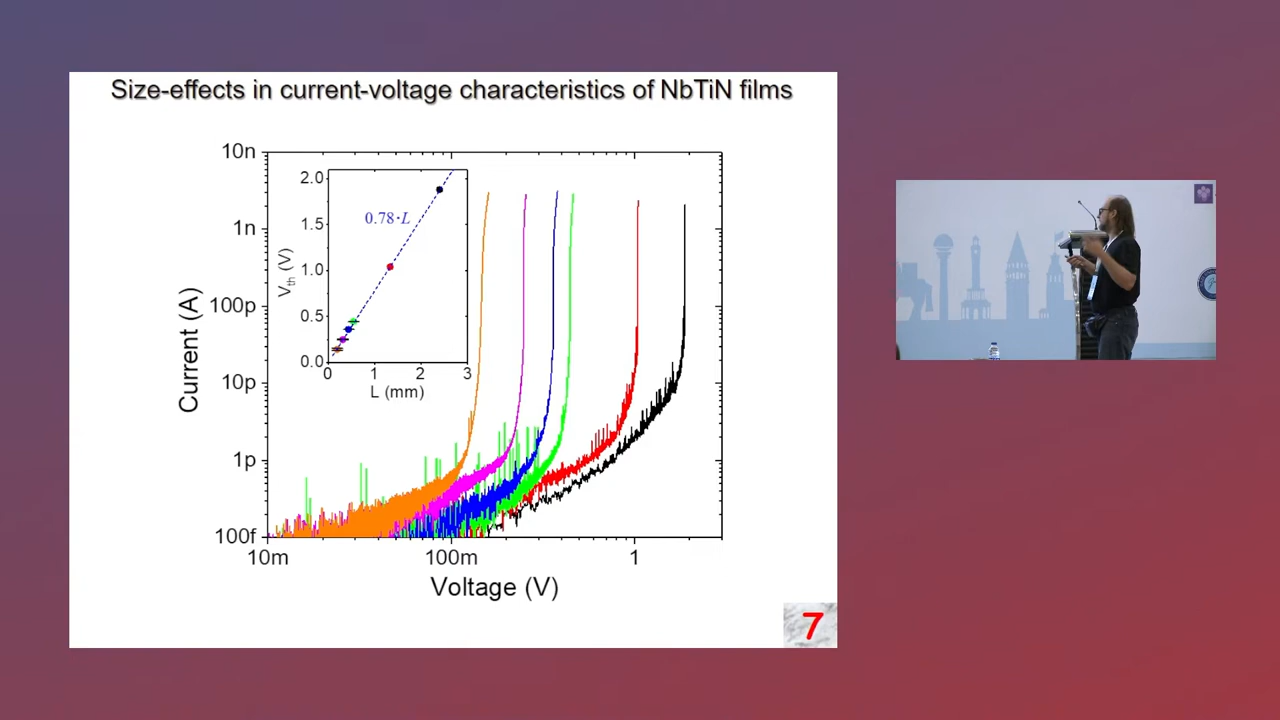 Size-effects in current-voltage characteristics of NbTiN films
10n
1n
100p
10p
1p
100f
Current (A)
10m
100m
1
Voltage (V)
2.0
1.5
1.0
0.5
0.0
V_th (V)
0.78·L
0
1
2
3
L (mm)
7